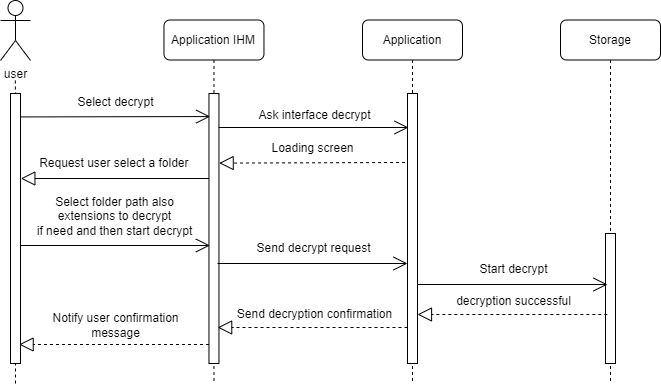 Application IHM
Application
Storage
user
Select decrypt
Ask interface decrypt
Loading screen
Request user select a folder
Select folder path also
extensions to decrypt
if need and then start decrypt
Send decrypt request
Start decrypt
decryption successful
Send decryption confirmation
Notify user confirmation
message